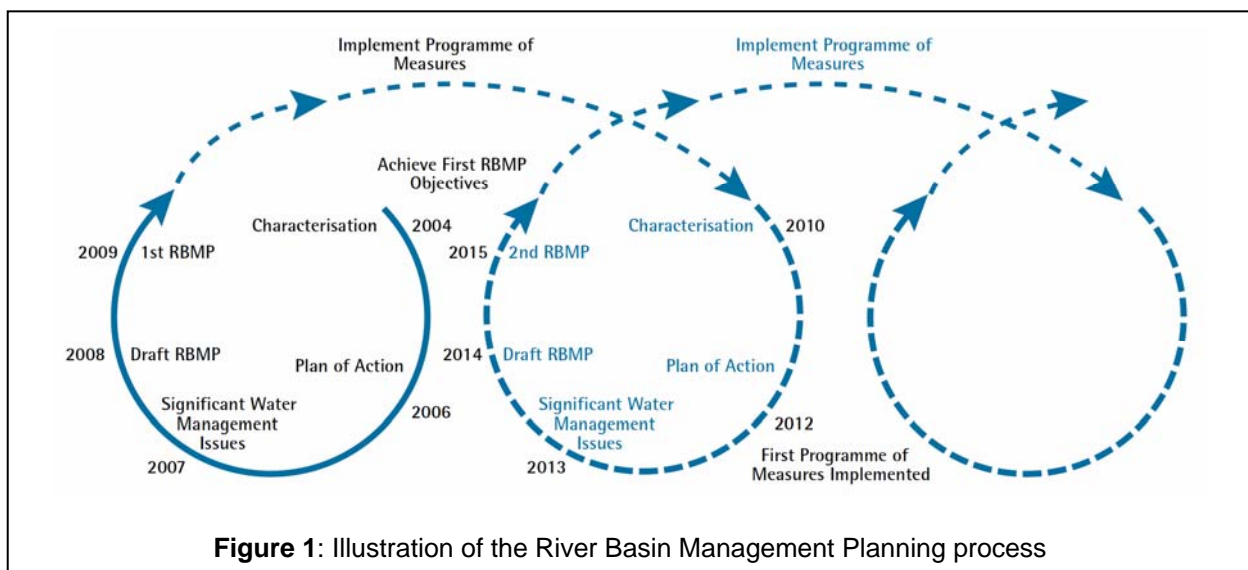 Implement Programme of
Measures
Implement Programme of
Measures
Achieve First RBMP
Objectives
Characterisation
2004
2009
1st RBMP
2015
2nd RBMP
Characterisation
2010
2008
Draft RBMP
Plan of Action
2014
Draft RBMP
Plan of Action
Significant Water
Management
Issues
2006
2007
Significant Water
Management
Issues
2012
2013
First Programme of
Measures Implemented
Figure 1: Illustration of the River Basin Management Planning process